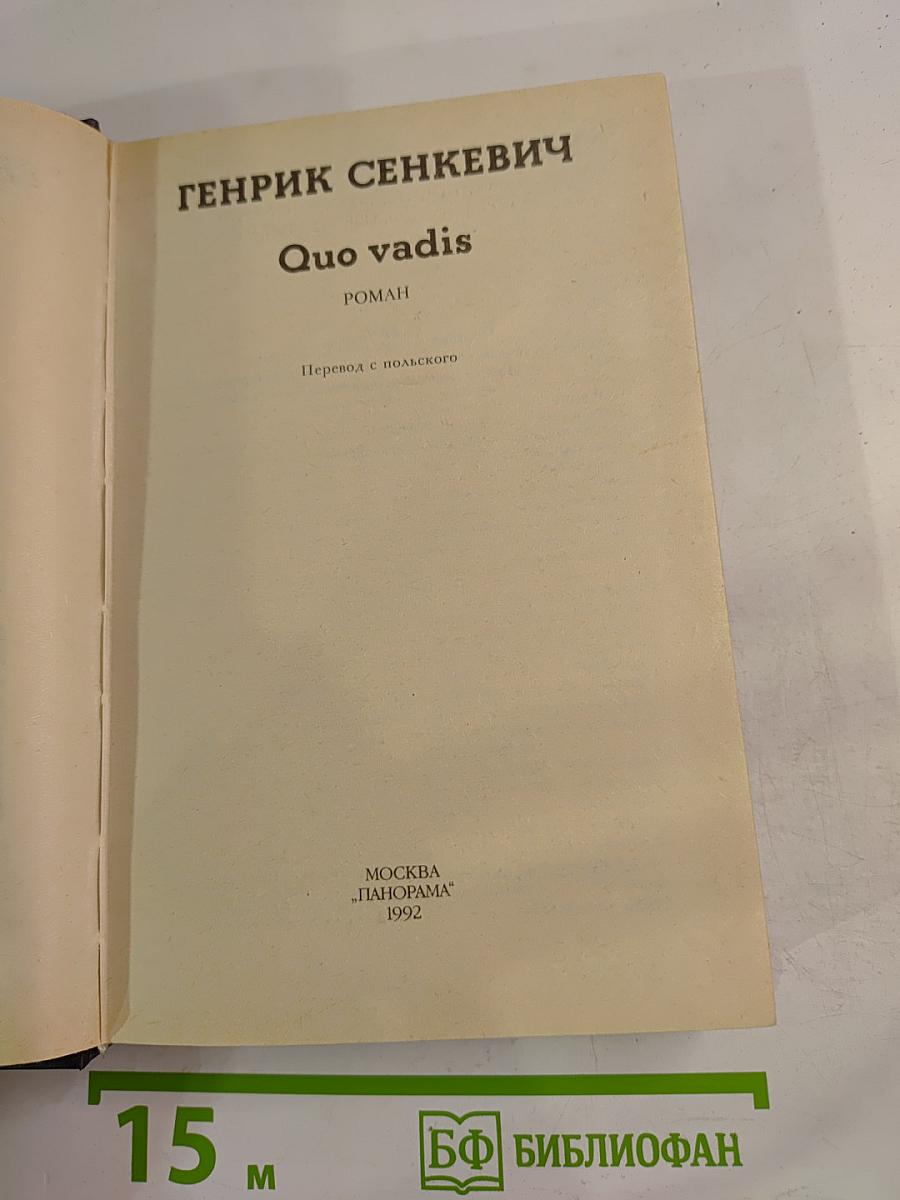 ГЕНРИК СЕНКЕВИЧ
Quo vadis
РОМАН
Перевод с польского
МОСКВА
„ПАНОРАМА“
1992
15 м
БФ БИБЛИОФАН